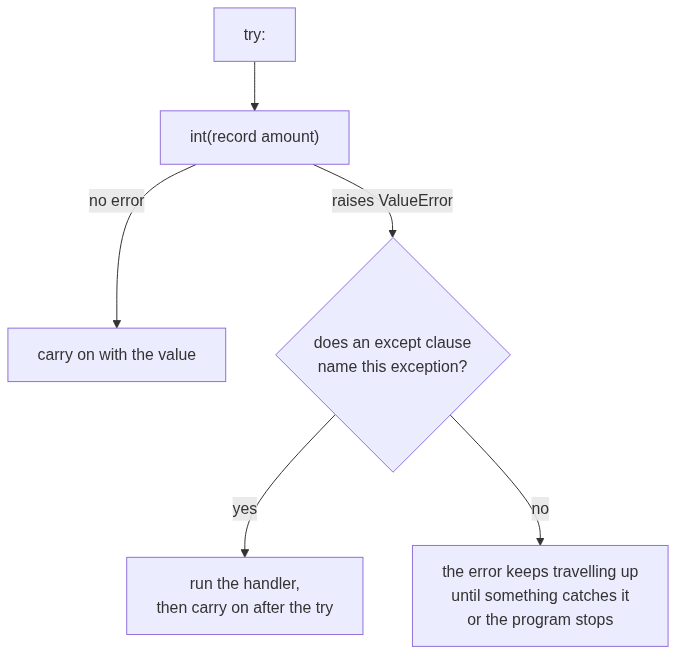 try:
int(record amount)
no error
raises ValueError
carry on with the value
does an except clause
name this exception?
yes
no
run the handler,
then carry on after the try
the error keeps travelling up
until something catches it
or the program stops